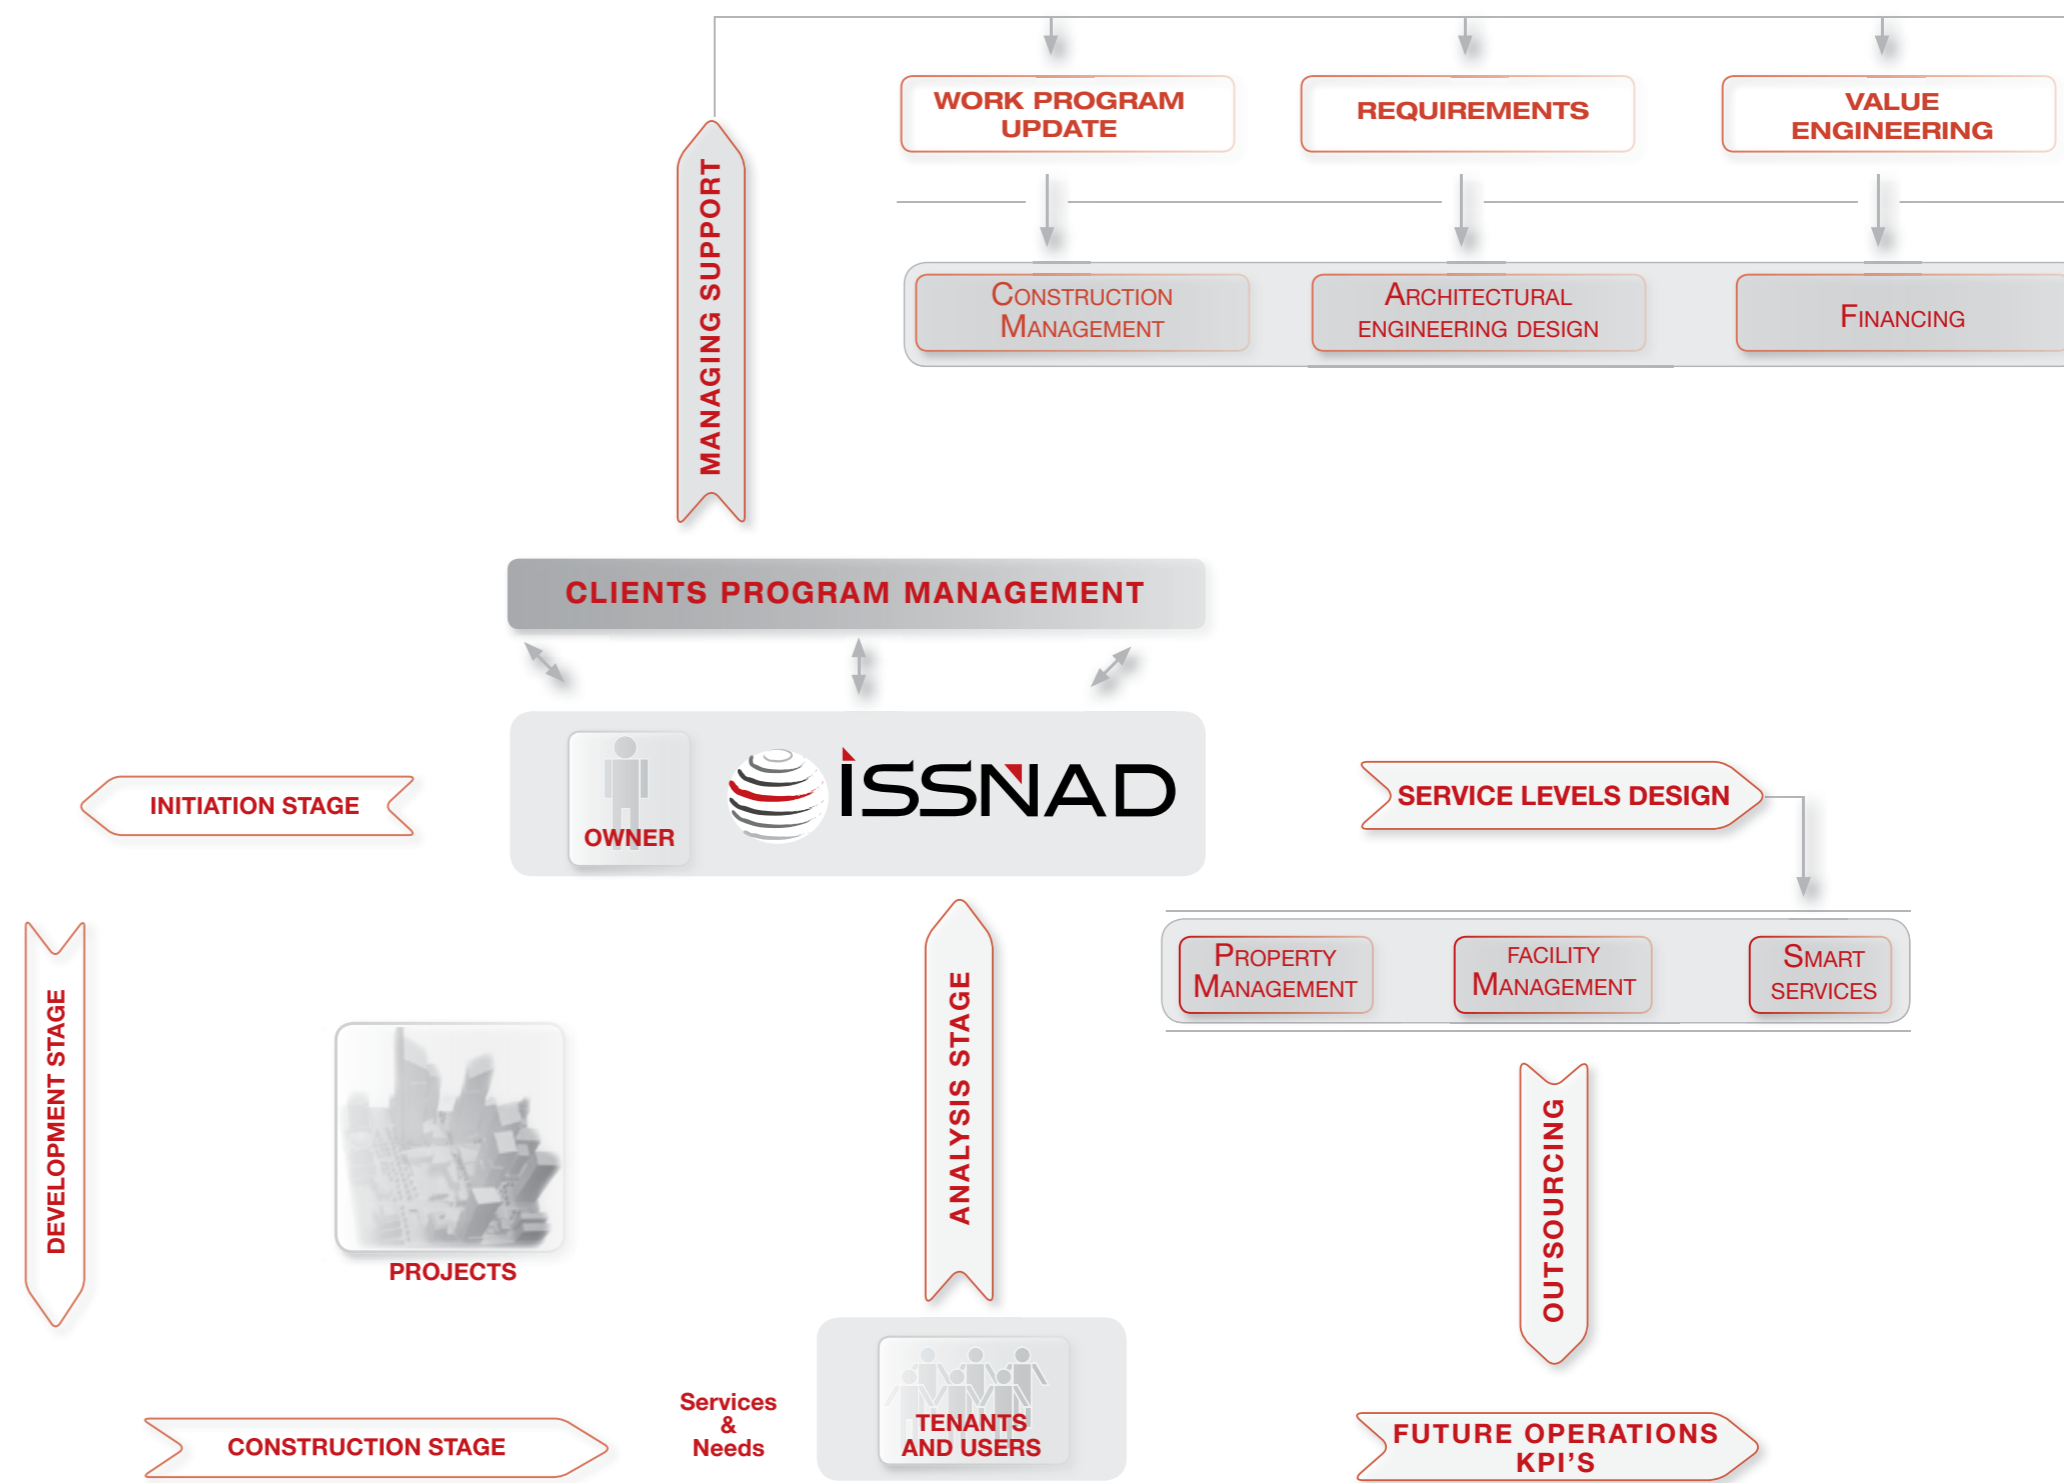 WORK PROGRAM
UPDATE
REQUIREMENTS
VALUE
ENGINEERING
MANAGING SUPPORT
CONSTRUCTION
MANAGEMENT
ARCHITECTURAL
ENGINEERING DESIGN
FINANCING
CLIENTS PROGRAM MANAGEMENT
INITIATION STAGE
OWNER
ISSNAD
SERVICE LEVELS DESIGN
DEVELOPMENT STAGE
PROJECTS
ANALYSIS STAGE
PROPERTY
MANAGEMENT
FACILITY
MANAGEMENT
SMART
SERVICES
OUTSOURCING
CONSTRUCTION STAGE
Services
&
Needs
TENANTS
AND USERS
FUTURE OPERATIONS
KPI'S